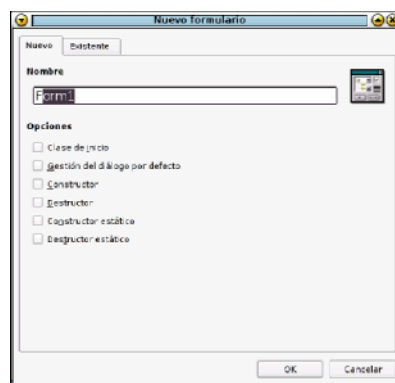 Nuevo formulario
Nuevo
Existente
Nombre
Form1
Opciones
Clase de inicio
Gestión del diálogo por defecto
Constructor
Destructor
Constructor estático
Destructor estático
OK
Cancelar